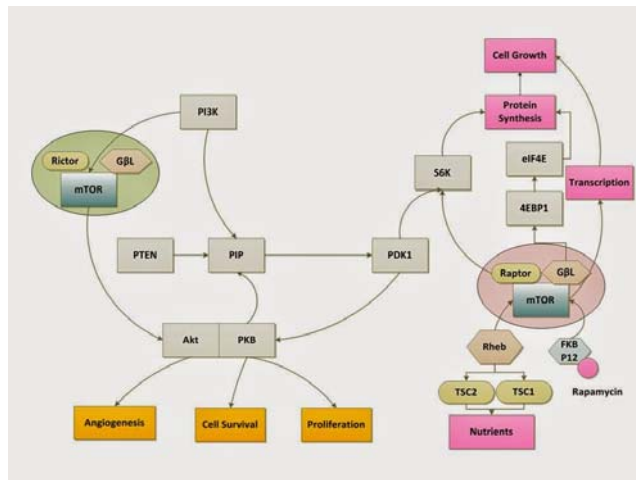 Cell Growth
PI3K
Protein
Synthesis
Rictor
GβL
mTOR
S6K
eIF4E
Transcription
4EBP1
PTEN
PIP
PDK1
Raptor
GβL
mTOR
Akt
PKB
Rheb
FKB
P12
Rapamycin
TSC2
TSC1
Angiogenesis
Cell Survival
Proliferation
Nutrients